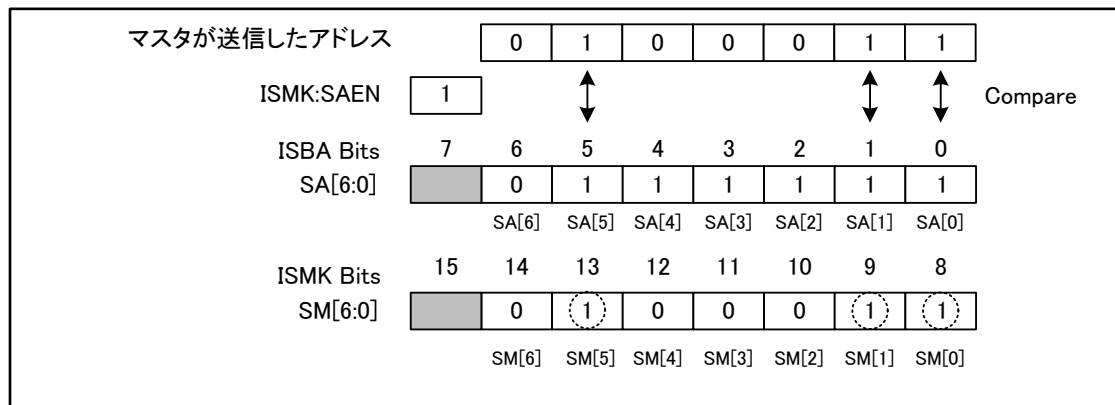 マスタが送信したアドレス 0 1 0 0 0 1 1
ISMK:SAEN 1 Compare
ISBA Bits 7 6 5 4 3 2 1 0
SA[6:0] 0 1 1 1 1 1 1
SA[6] SA[5] SA[4] SA[3] SA[2] SA[1] SA[0]
ISMK Bits 15 14 13 12 11 10 9 8
SM[6:0] 0 1 0 0 0 1 1
SM[6] SM[5] SM[4] SM[3] SM[2] SM[1] SM[0]